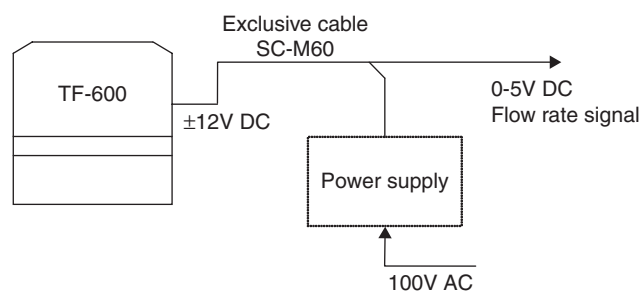 Exclusive cable
SC-M60
TF-600
±12V DC
0-5V DC
Flow rate signal
Power supply
100V AC